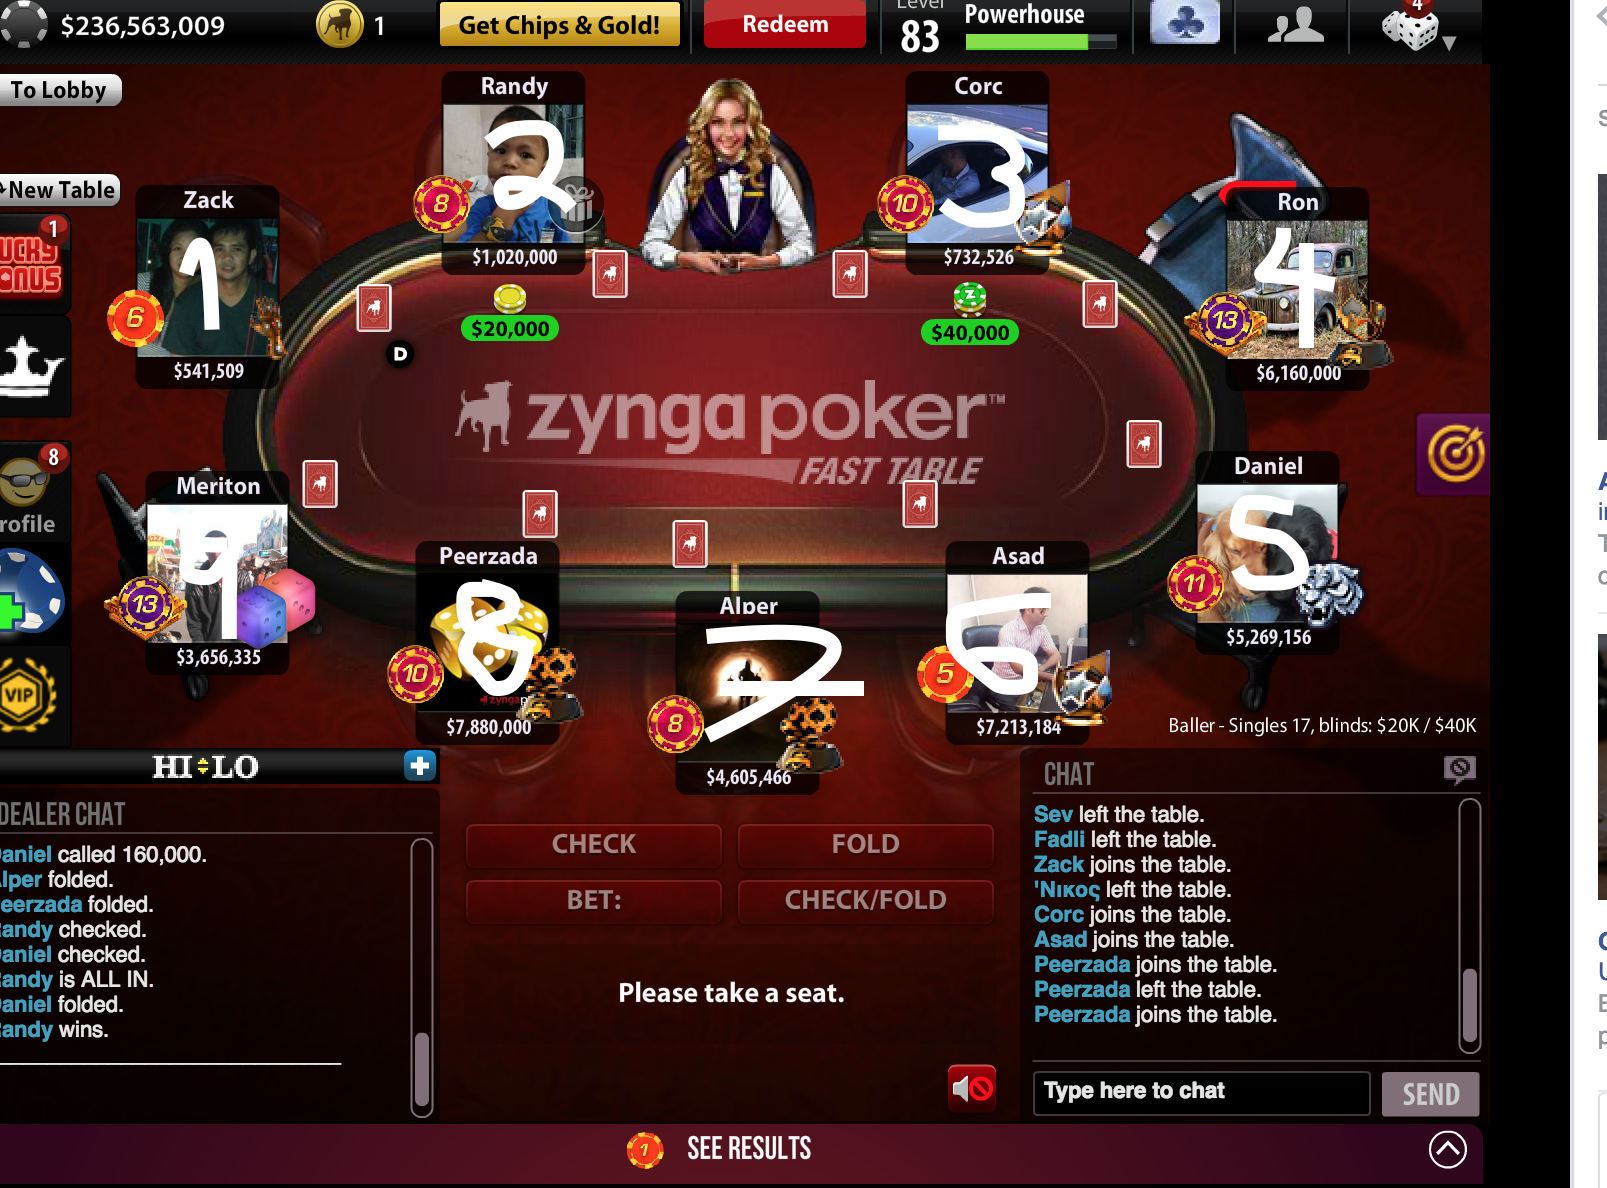 $236,563,009
1
Get Chips & Gold!
Redeem
Level
83
Powerhouse
4
To Lobby
New Table
Randy
2
8
$1,020,000
Corc
3
10
$732,526
Zack
1
6
$541,509
Ron
4
13
$6,160,000
1
$20,000
Z
$40,000
D
zynga poker™
FAST TABLE
8
Meriton
9
13
$3,656,335
Peerzada
8
10
$7,880,000
Alper
7
8
$4,605,466
Asad
6
5
$7,213,184
Daniel
5
11
$5,269,156
VIP
Baller - Singles 17, blinds: $20K / $40K
HI LO
DEALER CHAT
aniel called 160,000.
lper folded.
eerzada folded.
andy checked.
aniel checked.
andy is ALL IN.
aniel folded.
andy wins.
CHECK
FOLD
BET:
CHECK/FOLD
Please take a seat.
CHAT
Sev left the table.
Fadli left the table.
Zack joins the table.
'Νικος left the table.
Corc joins the table.
Asad joins the table.
Peerzada joins the table.
Peerzada left the table.
Peerzada joins the table.
Type here to chat
SEND
SEE RESULTS